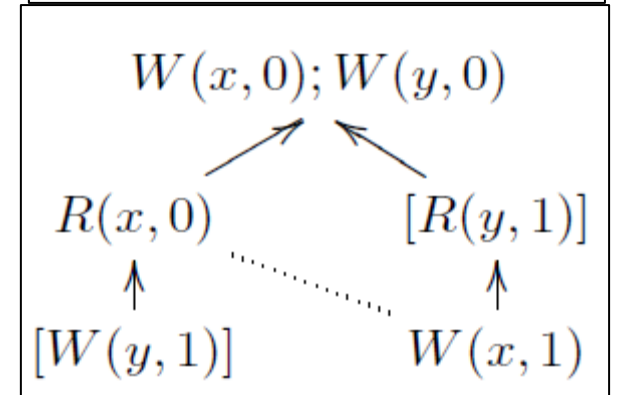 W(x, 0); W(y, 0)
R(x, 0) [R(y, 1)]
[W(y, 1)] W(x, 1)